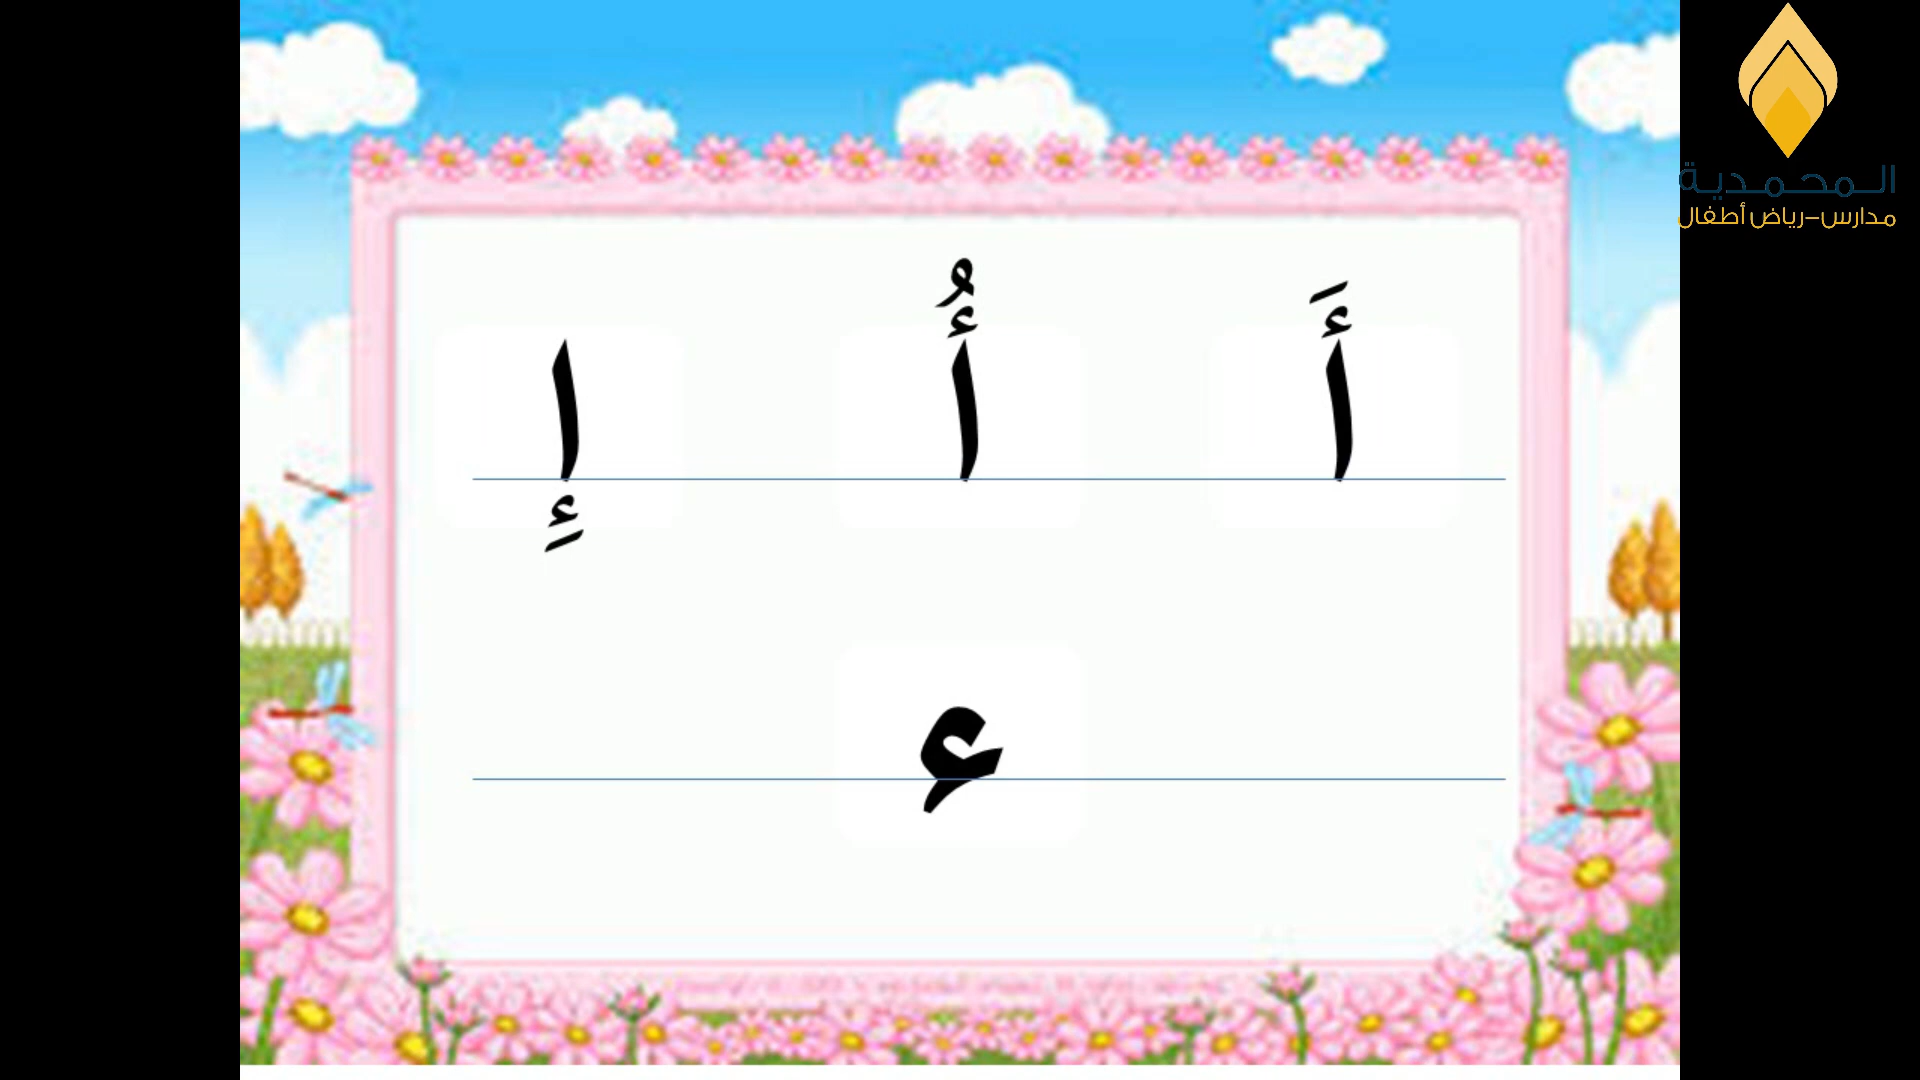 أَ أُ إِ
ء
المحمدية
مدارس-رياض أطفال